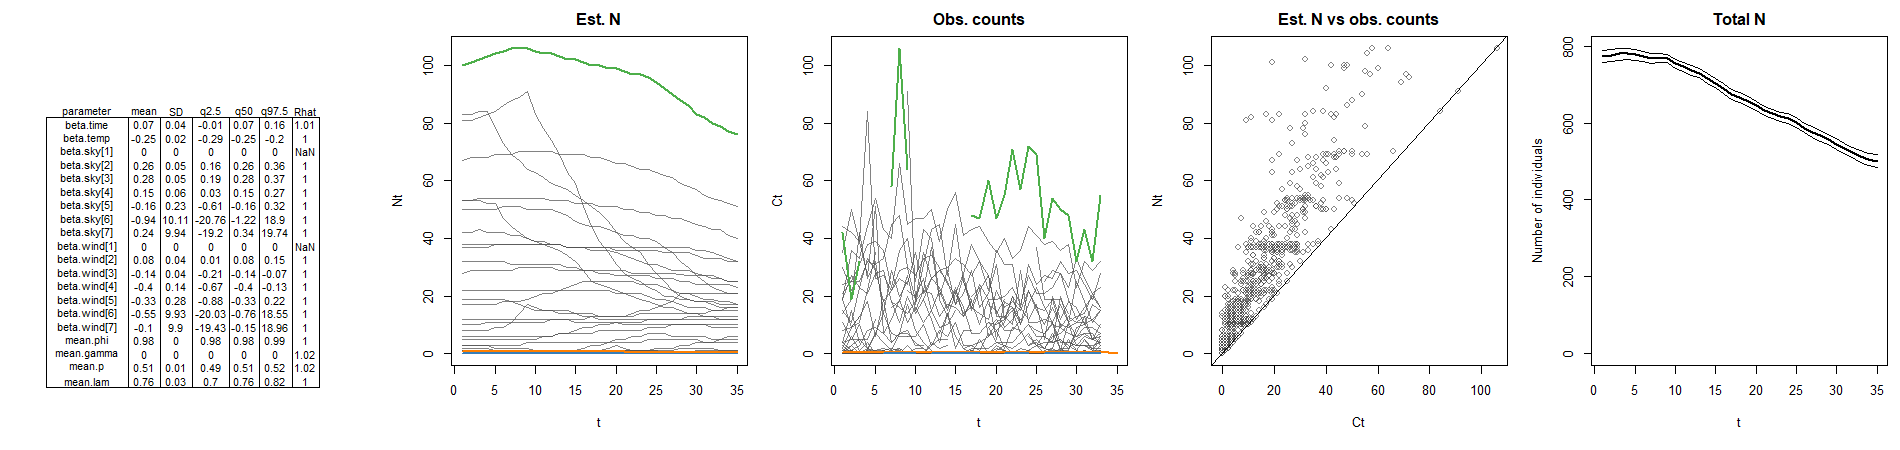 parameter mean SD q2.5 q50 q97.5 Rhat
beta.time 0.07 0.04 -0.01 0.07 0.16 1.01
beta.temp -0.25 0.02 -0.29 -0.25 -0.2 1
beta.sky[1] 0 0 0 0 0 NaN
beta.sky[2] 0.26 0.05 0.16 0.26 0.36 1
beta.sky[3] 0.28 0.05 0.19 0.28 0.37 1
beta.sky[4] 0.15 0.06 0.03 0.15 0.27 1
beta.sky[5] -0.16 0.23 -0.61 -0.16 0.32 1
beta.sky[6] -0.94 10.11 -20.76 -1.22 18.9 1
beta.sky[7] 0.24 9.94 -19.2 0.34 19.74 1
beta.wind[1] 0 0 0 0 0 NaN
beta.wind[2] 0.08 0.04 0.01 0.08 0.15 1
beta.wind[3] -0.14 0.04 -0.21 -0.14 -0.07 1
beta.wind[4] -0.4 0.14 -0.67 -0.4 -0.13 1
beta.wind[5] -0.33 0.28 -0.88 -0.33 0.22 1
beta.wind[6] -0.55 9.93 -20.03 -0.76 18.55 1
beta.wind[7] -0.1 9.9 -19.43 -0.15 18.96 1
mean.phi 0.98 0 0.98 0.98 0.99 1
mean.gamma 0 0 0 0 0 1.02
mean.p 0.51 0.01 0.49 0.51 0.52 1.02
mean.lam 0.76 0.03 0.7 0.76 0.82 1
Est. N
Nt
100
80
60
40
20
0
0 5 10 15 20 25 30 35
t
Obs. counts
Ct
100
80
60
40
20
0
0 5 10 15 20 25 30 35
t
Est. N vs obs. counts
Nt
100
80
60
40
20
0
0 20 40 60 80 100
Ct
Total N
Number of individuals
800
600
400
200
0
0 5 10 15 20 25 30 35
t